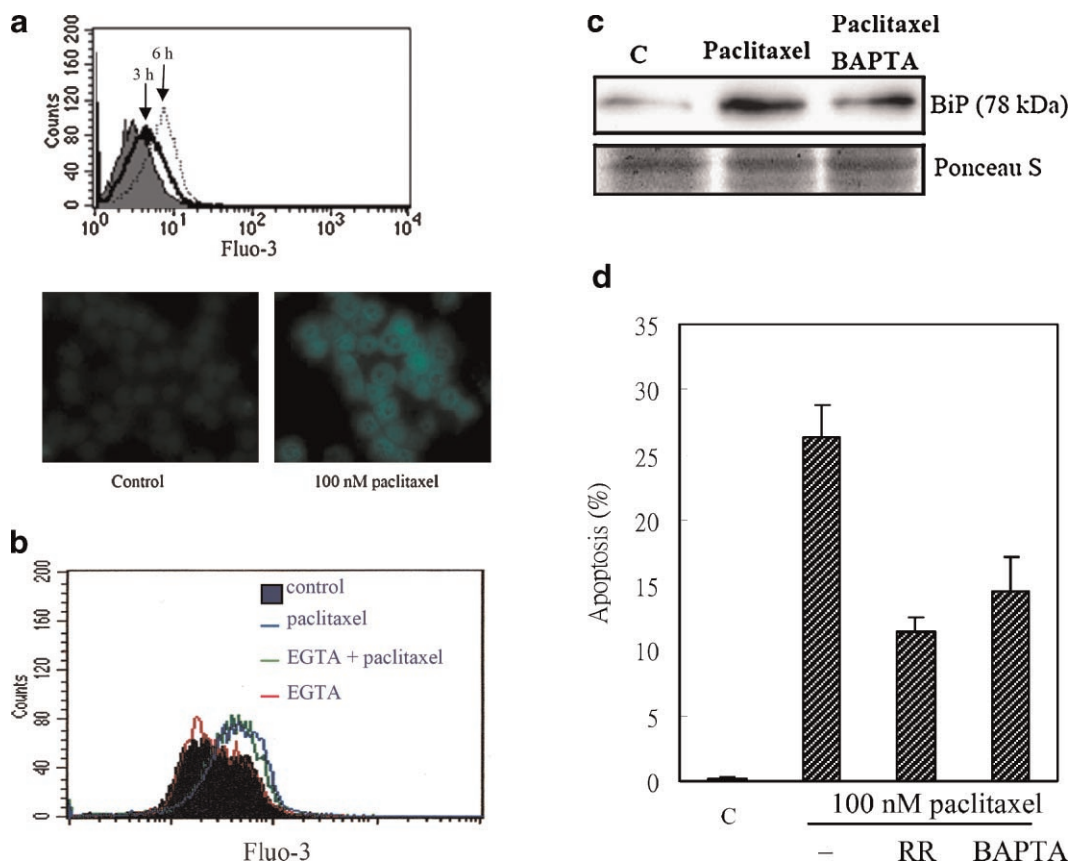 a
200
160
120
80
40
0
Counts
3 h
6 h
10^0 10^1 10^2 10^3 10^4
Fluo-3
Control
100 nM paclitaxel
b
200
160
120
80
40
0
Counts
control
paclitaxel
EGTA + paclitaxel
EGTA
Fluo-3
c
C
Paclitaxel
Paclitaxel
BAPTA
BiP (78 kDa)
Ponceau S
d
35
30
25
20
15
10
5
0
Apoptosis (%)
C
100 nM paclitaxel
– RR BAPTA